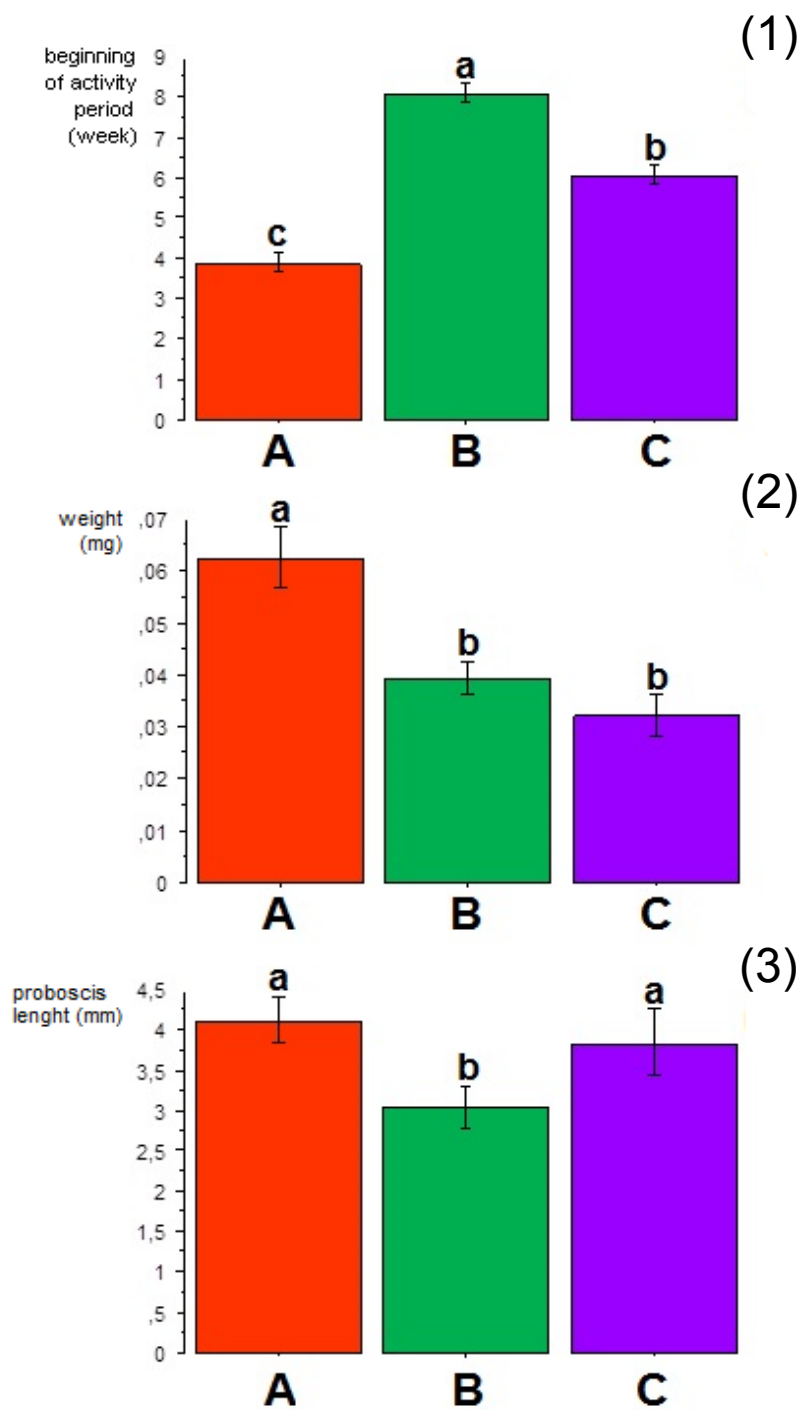 (1)
beginning
of activity
period
(week)
9
8
7
6
5
4
3
2
1
0
c
a
b
A B C
(2)
weight
(mg)
,07
,06
,05
,04
,03
,02
,01
0
a
b
b
A B C
(3)
proboscis
lenght (mm)
4,5
4
3,5
3
2,5
2
1,5
1
,5
0
a
b
a
A B C